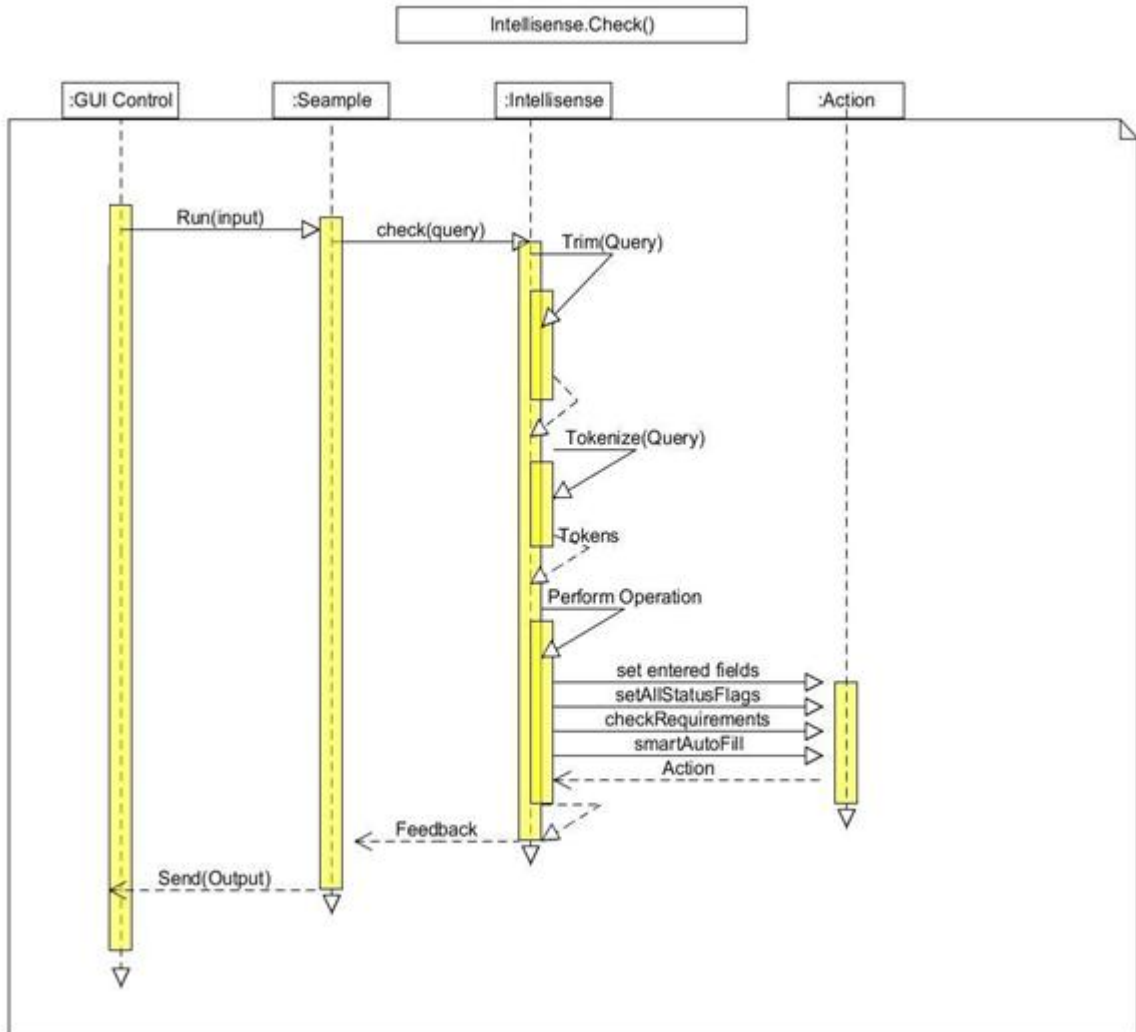 Intellisense.Check()
:GUI Control
:Seample
:Intellisense
:Action
Run(input)
check(query)
Trim(Query)
Tokenize(Query)
Tokens
Perform Operation
set entered fields
setAllStatusFlags
checkRequirements
smartAutoFill
Action
Feedback
Send(Output)